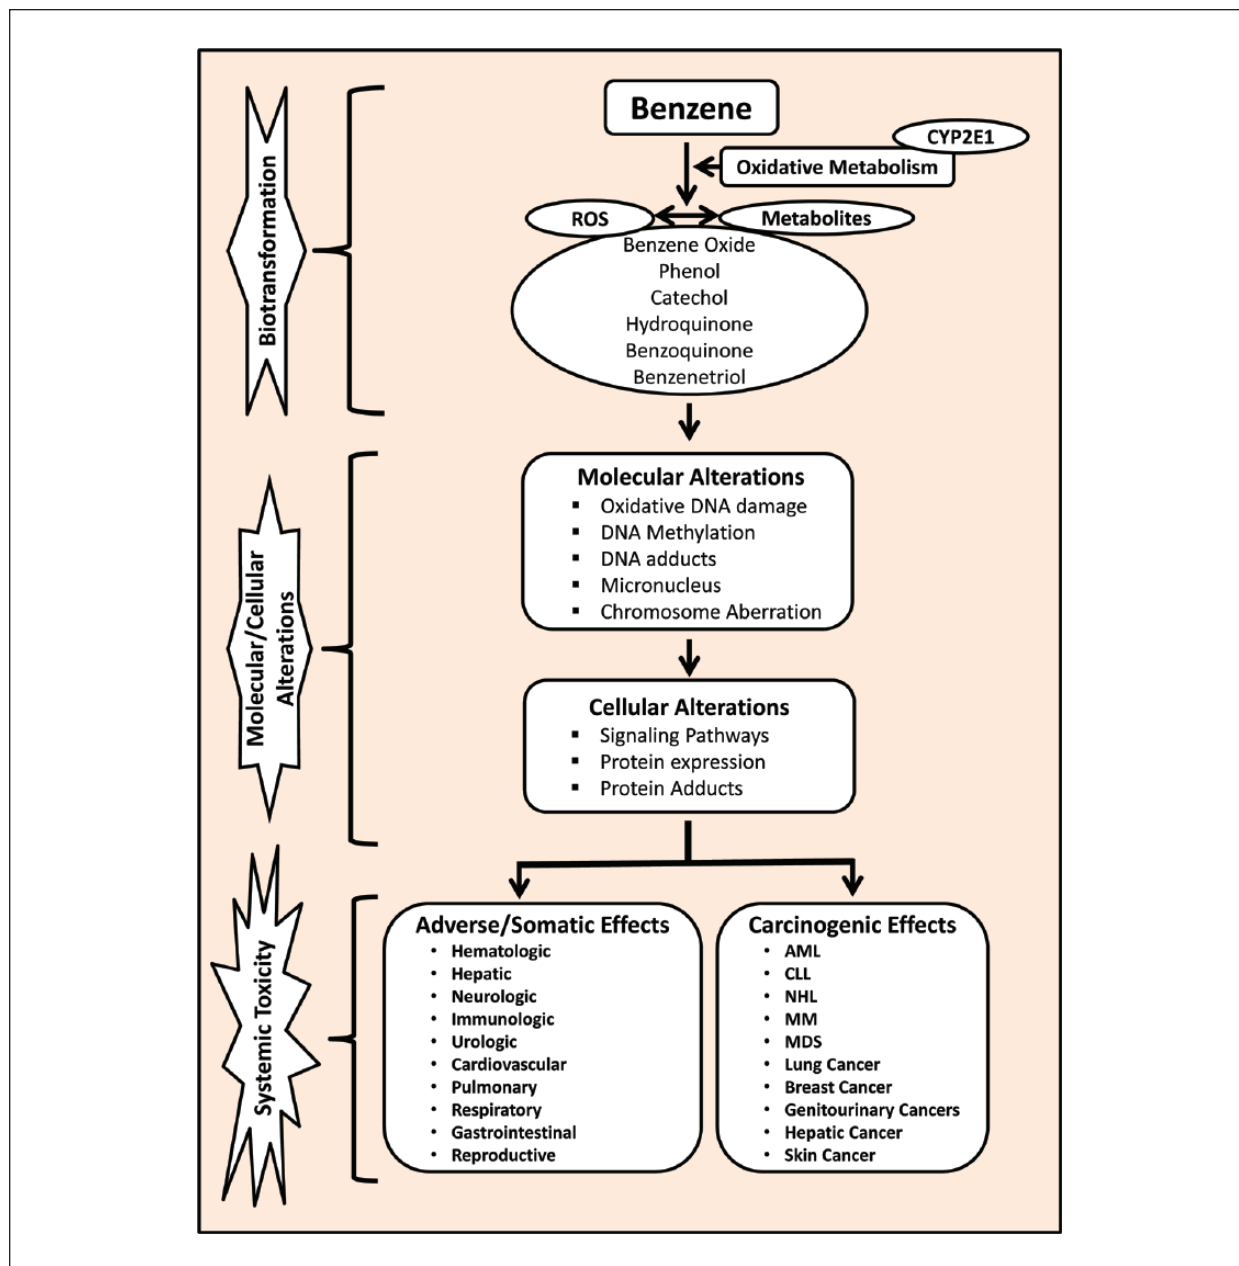 Benzene
CYP2E1
Oxidative Metabolism
ROS
Metabolites
Benzene Oxide
Phenol
Catechol
Hydroquinone
Benzoquinone
Benzenetriol
Biotransformation
Molecular Alterations
▪ Oxidative DNA damage
▪ DNA Methylation
▪ DNA adducts
▪ Micronucleus
▪ Chromosome Aberration
Molecular/Cellular
Alterations
Cellular Alterations
▪ Signaling Pathways
▪ Protein expression
▪ Protein Adducts
Systemic Toxicity
Adverse/Somatic Effects
• Hematologic
• Hepatic
• Neurologic
• Immunologic
• Urologic
• Cardiovascular
• Pulmonary
• Respiratory
• Gastrointestinal
• Reproductive
Carcinogenic Effects
• AML
• CLL
• NHL
• MM
• MDS
• Lung Cancer
• Breast Cancer
• Genitourinary Cancers
• Hepatic Cancer
• Skin Cancer